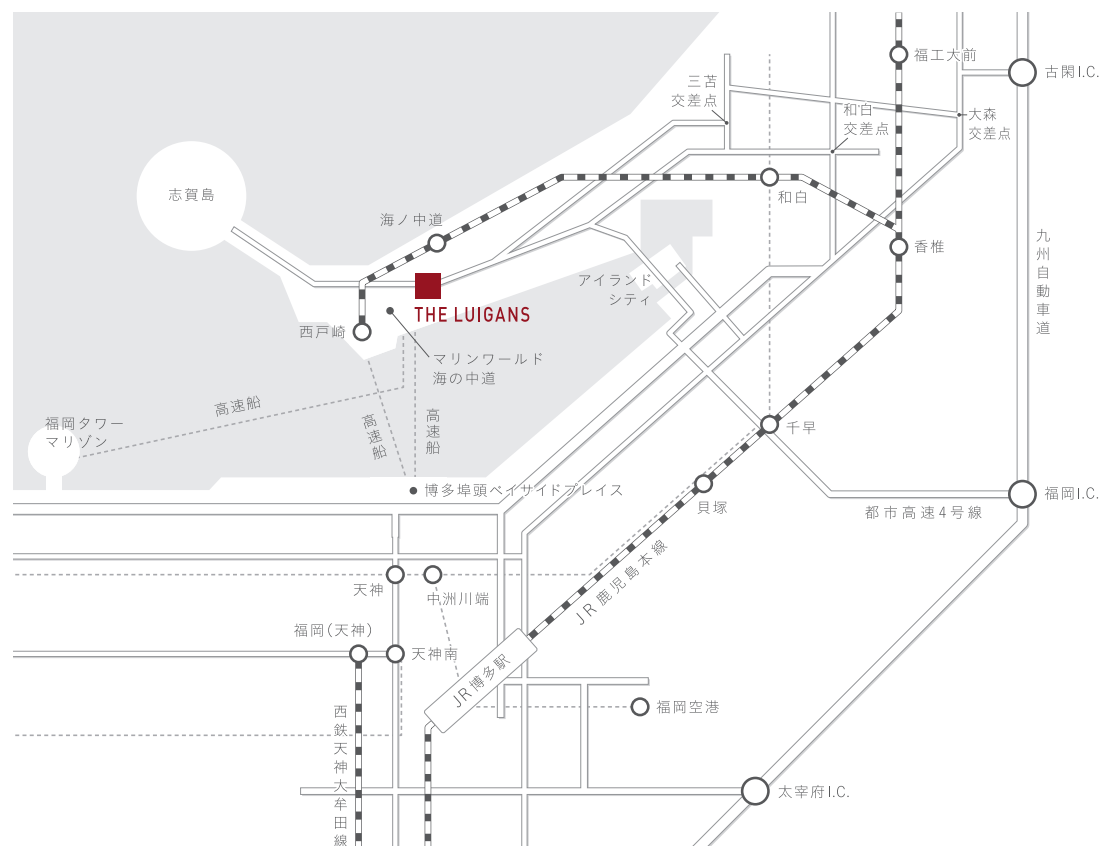 福工大前
古閑I.C.
三苫
交差点
和白
交差点
大森
交差点
志賀島
和白
海ノ中道
香椎
九州自動車道
アイランド
シティ
THE LUIGANS
西戸崎
マリンワールド
海の中道
高速船
高速船
高速船
福岡タワー
マリゾン
千早
博多埠頭ベイサイドプレイス
貝塚
福岡I.C.
都市高速4号線
JR鹿児島本線
天神
中洲川端
福岡(天神)
天神南
JR博多駅
福岡空港
西鉄天神大牟田線
太宰府I.C.